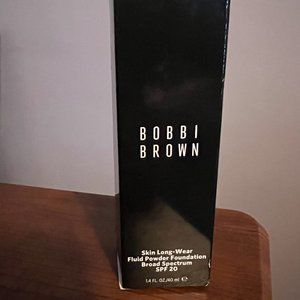 BOBBI
BROWN
Skin Long-Wear
Fluid Powder Foundation
Broad Spectrum
SPF 20
1.4 FL.OZ./40 ml ℮